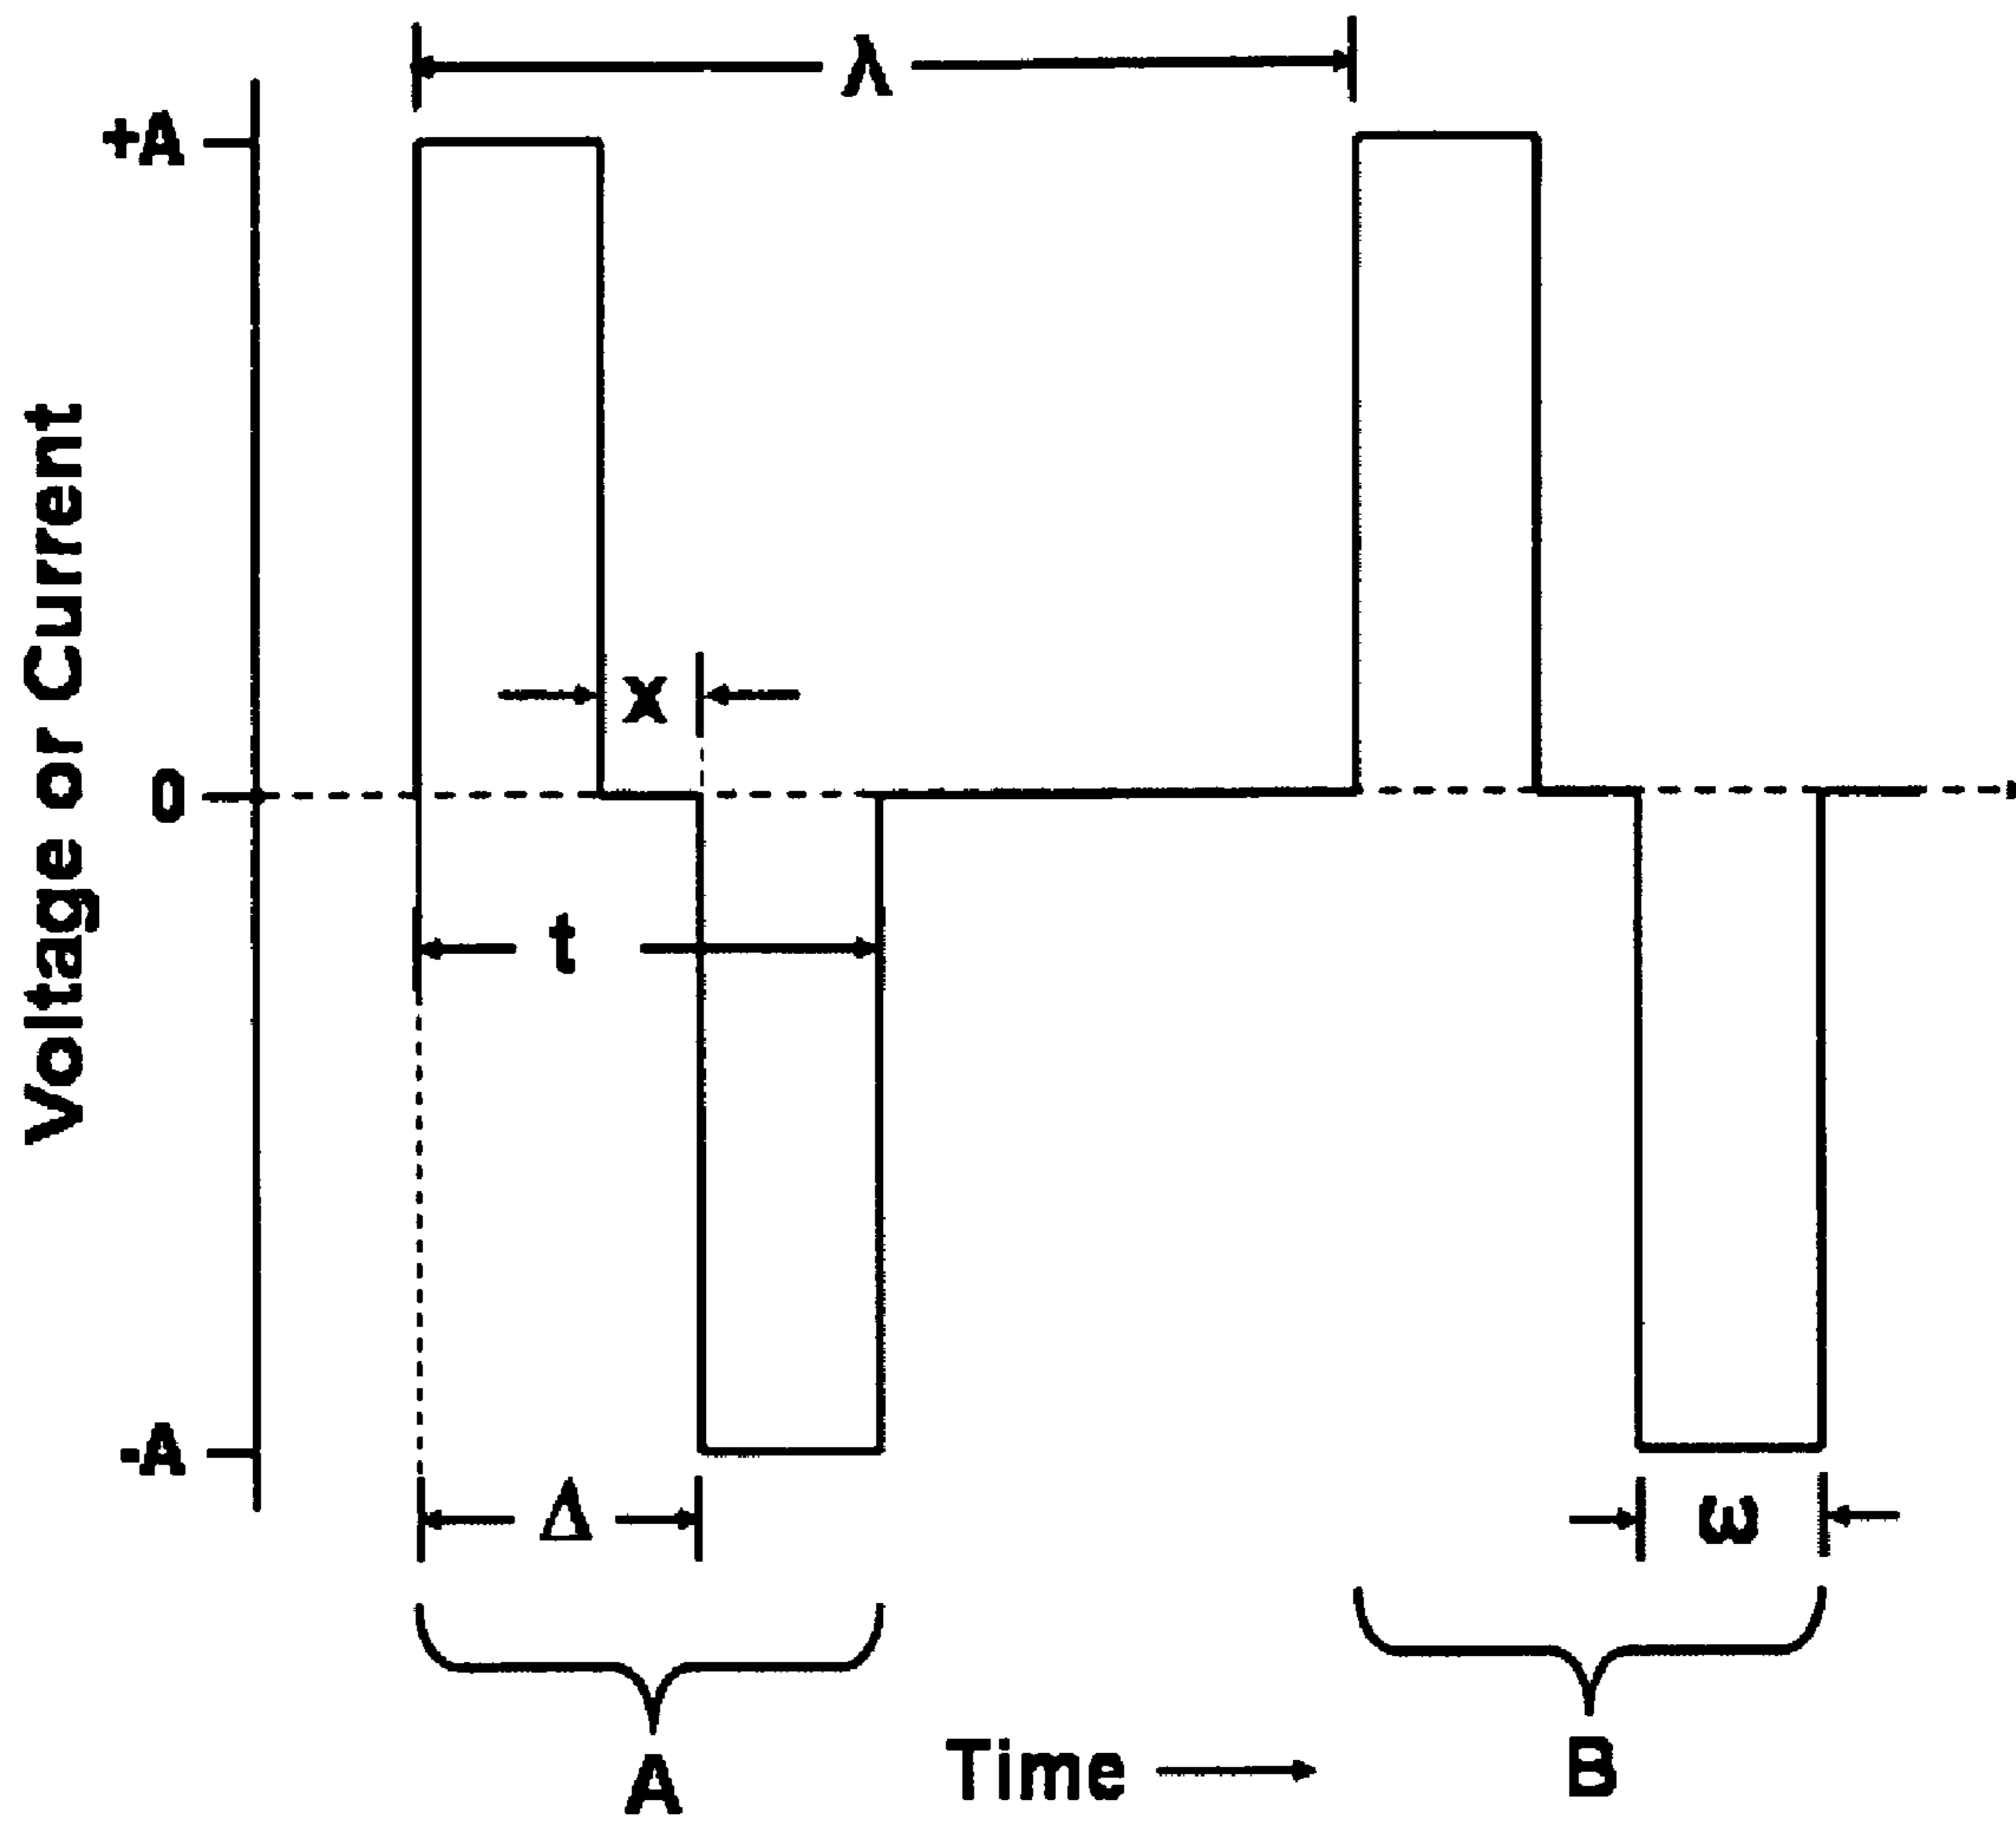 λ
+A
Voltage or Current
x
0
t
-A
Δ
ω
A
Time
B